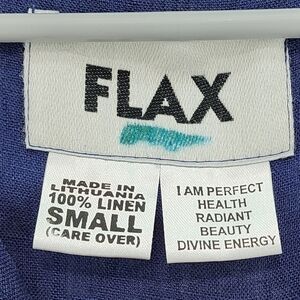 FLAX
MADE IN
LITHUANIA
100% LINEN
SMALL
(CARE OVER)
I AM PERFECT
HEALTH
RADIANT
BEAUTY
DIVINE ENERGY